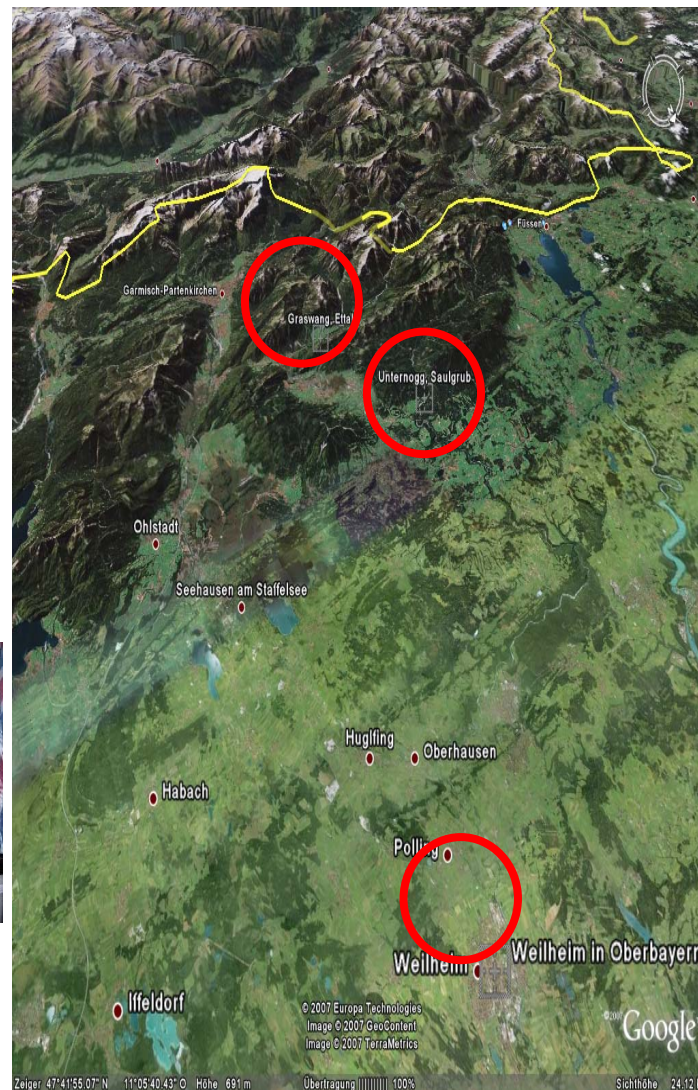 Füssen
Garmisch-Partenkirchen
Graswang, Ettal
Unternogg, Saulgrub
Ohlstadt
Seehausen am Staffelsee
Huglfing
Oberhausen
Habach
Polling
Weilheim
Weilheim in Oberbayern
Iffeldorf
© 2007 Europa Technologies
Image © 2007 GeoContent
Image © 2007 TerraMetrics
©2007 Google
Zeiger 47°41'55.07" N 11°05'40.43" O Höhe 691 m Übertragung 100% Sichthöhe